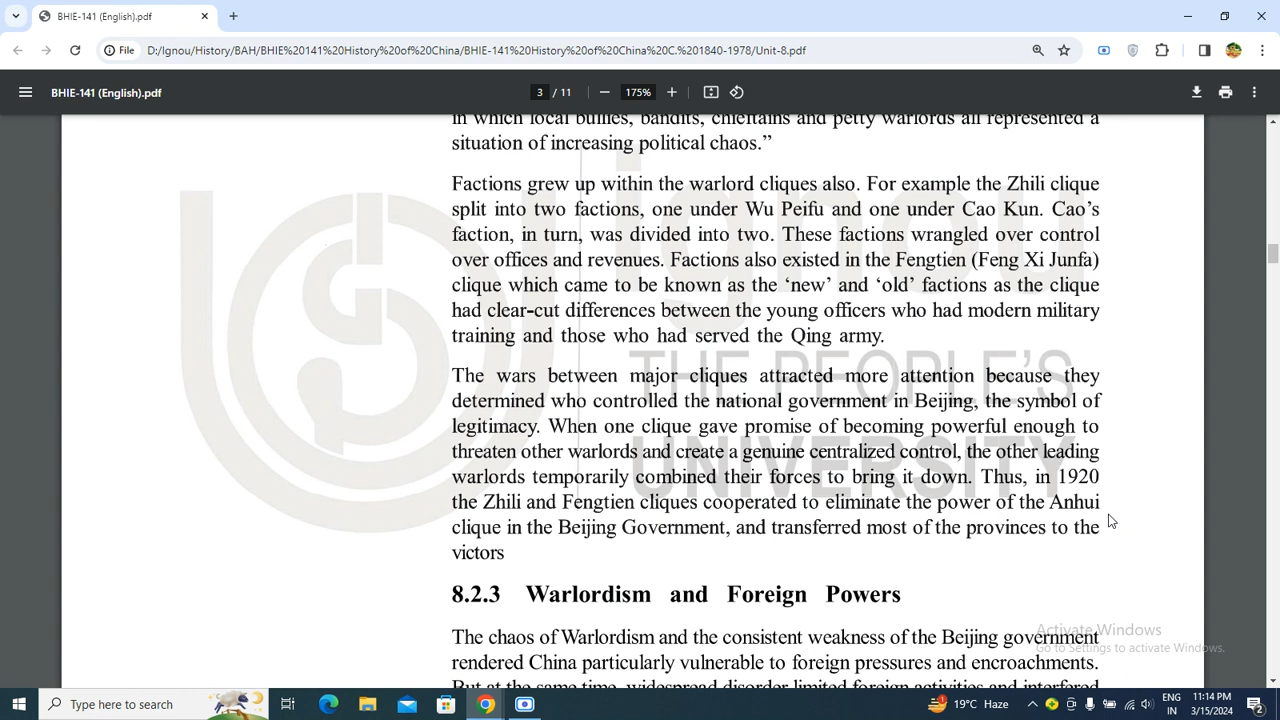 BHIE-141 (English).pdf
File
D:/Ignou/History/BAH/BHIE%20141%20History%20of%20China/BHIE-141%20History%20of%20China%20C.%201840-1978/Unit-8.pdf
BHIE-141 (English).pdf
3 / 11
175%
in which local bullies, bandits, chieftains and petty warlords all represented a
situation of increasing political chaos.”
Factions grew up within the warlord cliques also. For example the Zhili clique
split into two factions, one under Wu Peifu and one under Cao Kun. Cao’s
faction, in turn, was divided into two. These factions wrangled over control
over offices and revenues. Factions also existed in the Fengtien (Feng Xi Junfa)
clique which came to be known as the ‘new’ and ‘old’ factions as the clique
had clear-cut differences between the young officers who had modern military
training and those who had served the Qing army.
The wars between major cliques attracted more attention because they
determined who controlled the national government in Beijing, the symbol of
legitimacy. When one clique gave promise of becoming powerful enough to
threaten other warlords and create a genuine centralized control, the other leading
warlords temporarily combined their forces to bring it down. Thus, in 1920
the Zhili and Fengtien cliques cooperated to eliminate the power of the Anhui
clique in the Beijing Government, and transferred most of the provinces to the
victors
8.2.3 Warlordism and Foreign Powers
The chaos of Warlordism and the consistent weakness of the Beijing government
rendered China particularly vulnerable to foreign pressures and encroachments.
But at the same time, widespread disorder limited foreign activities and interfered
ignou
THE PEOPLE'S
UNIVERSITY
Activate Windows
Go to Settings to activate Windows.
Type here to search
19°C Haze
ENG
IN
11:14 PM
3/15/2024
2